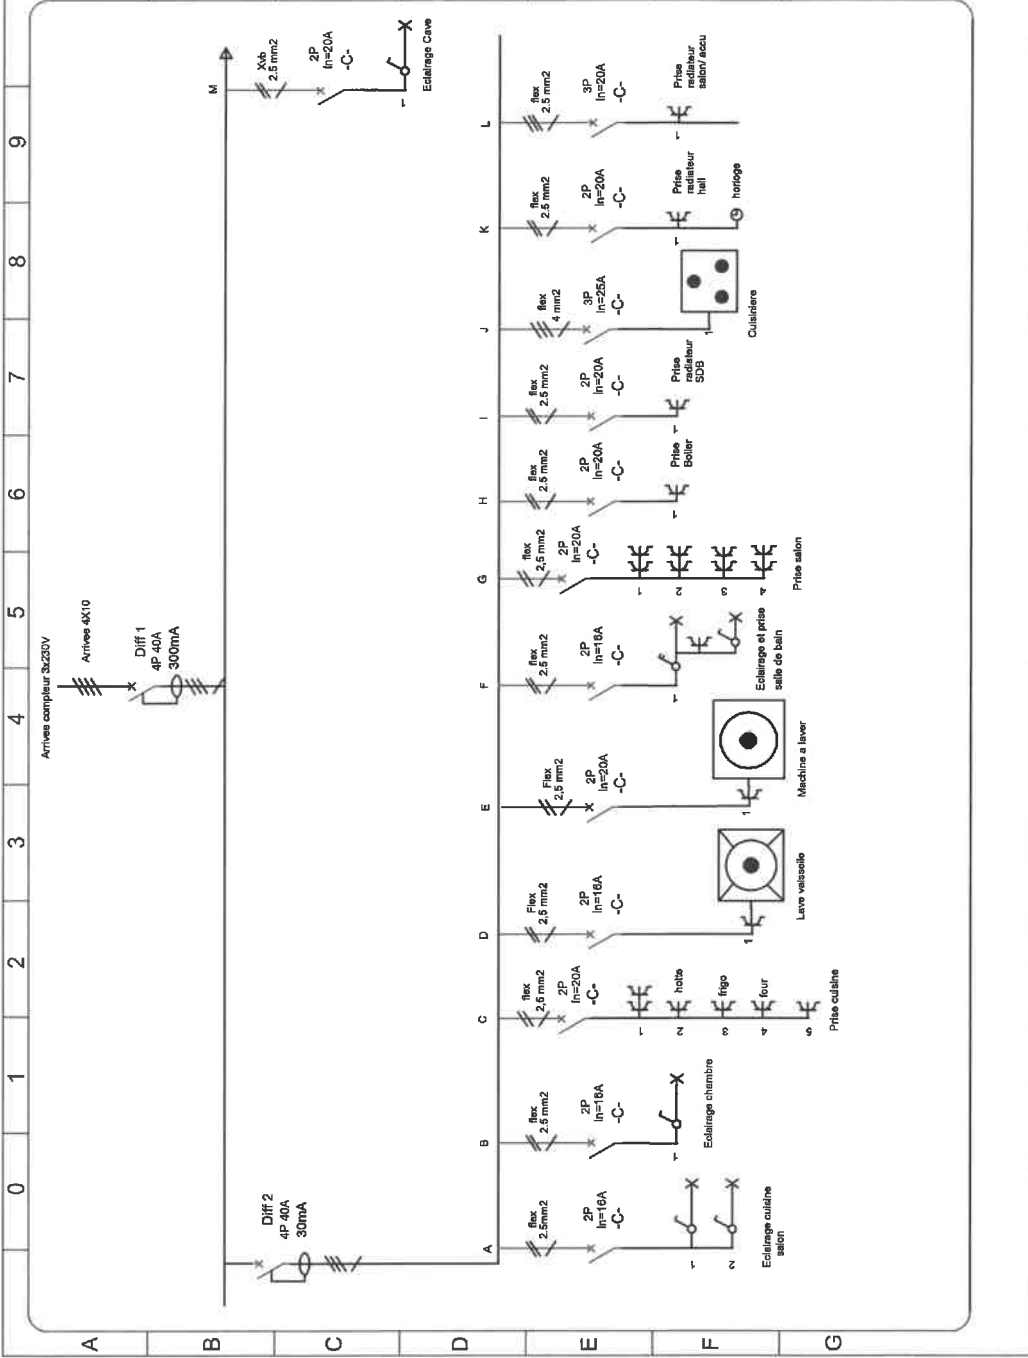 0 1 2 3 4 5 6 7 8 9
A
B
C
D
E
F
G
Arrivee compteur 3x230V
Arrivee 4X10
Diff 1
4P 40A
300mA
Diff 2
4P 40A
30mA
M
Xvb
2.5 mm2
2P
In=20A
-C-
1
Eclairage Cave
A
flex
2.5mm2
2P
In=16A
-C-
1
2
Eclairage cuisine
salon
B
flex
2.5 mm2
2P
In=16A
-C-
1
Eclairage chambre
C
flex
2,5 mm2
2P
In=20A
-C-
1
2 hotte
3 frigo
4 four
5
Prise cuisine
D
Flex
2,5 mm2
2P
In=16A
-C-
1
Lave vaisselle
E
Flex
2,5 mm2
2P
In=20A
-C-
1
Machine a laver
F
flex
2.5 mm2
2P
In=16A
-C-
1
Eclairage et prise
salle de bain
G
flex
2,5 mm2
2P
In=20A
-C-
1
2
3
4
Prise salon
H
flex
2.5 mm2
2P
In=20A
-C-
1
Prise
Boiler
I
flex
2.5 mm2
2P
In=20A
-C-
1
Prise
radiateur
SDB
J
flex
4 mm2
3P
In=25A
-C-
1
Cuisiniere
K
flex
2.5 mm2
2P
In=20A
-C-
1
Prise
radiateur
hall
horloge
L
flex
2.5 mm2
3P
In=20A
-C-
1
Prise
radiateur
salon/ accu